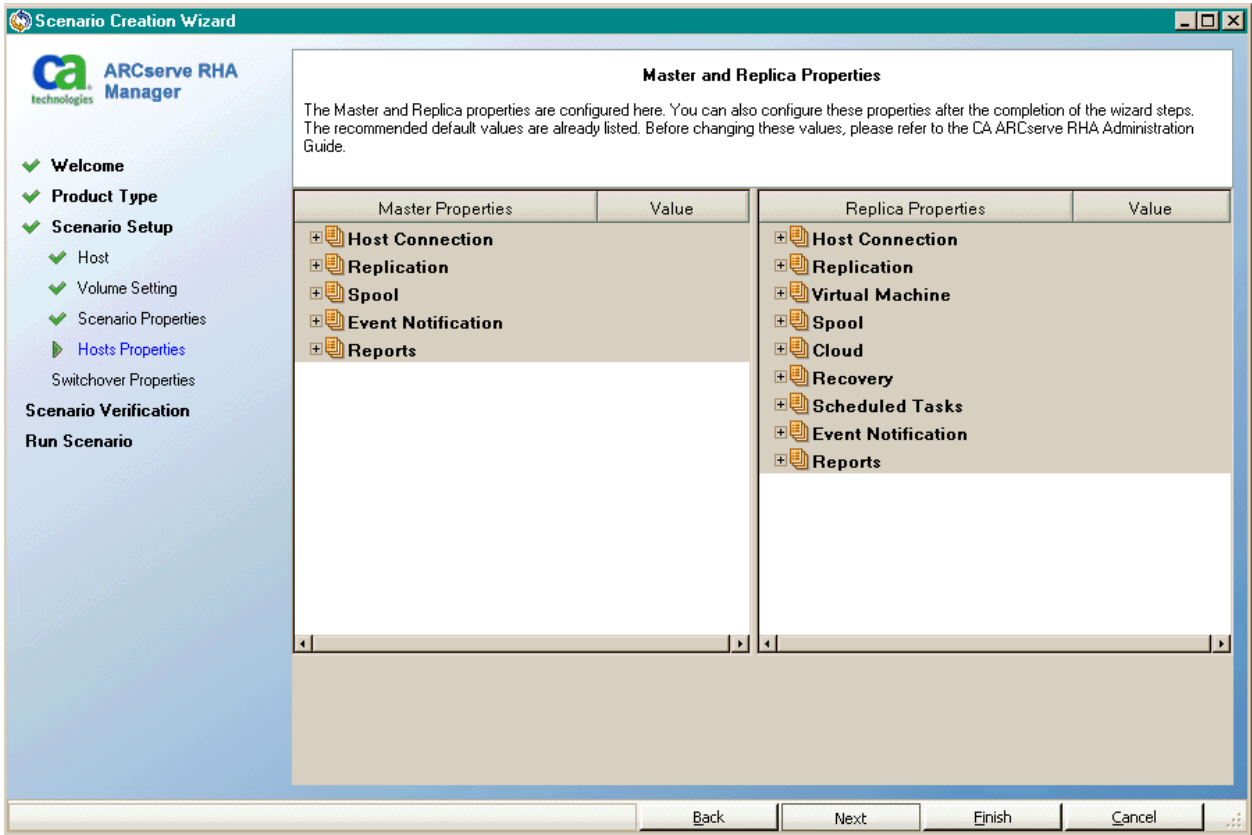 Scenario Creation Wizard
ca technologies
ARCserve RHA
Manager
Welcome
Product Type
Scenario Setup
Host
Volume Setting
Scenario Properties
Hosts Properties
Switchover Properties
Scenario Verification
Run Scenario
Master and Replica Properties
The Master and Replica properties are configured here. You can also configure these properties after the completion of the wizard steps.
The recommended default values are already listed. Before changing these values, please refer to the CA ARCserve RHA Administration
Guide.
Master Properties Value
Host Connection
Replication
Spool
Event Notification
Reports
Replica Properties Value
Host Connection
Replication
Virtual Machine
Spool
Cloud
Recovery
Scheduled Tasks
Event Notification
Reports
Back Next Finish Cancel